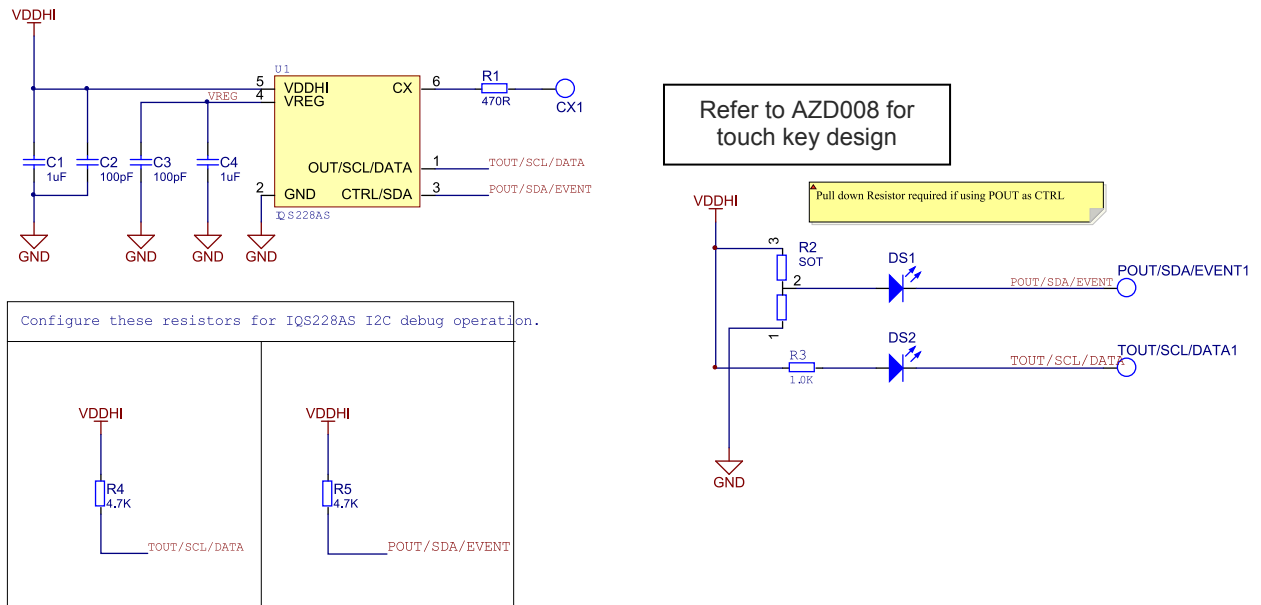 VDDHI
U1
5
VDDHI
CX
6
R1
470R
CX1
VREG
4
VREG
C1
1uF
C2
100pF
C3
100pF
C4
1uF
OUT/SCL/DATA
1
TOUT/SCL/DATA
2
GND
CTRL/SDA
3
POUT/SDA/EVENT
IQS228AS
GND
GND
GND
GND
Refer to AZD008 for
touch key design
Pull down Resistor required if using POUT as CTRL
VDDHI
3
R2
SOT
2
1
DS1
POUT/SDA/EVENT
POUT/SDA/EVENT1
R3
1.0K
DS2
TOUT/SCL/DATA
TOUT/SCL/DATA1
GND
Configure these resistors for IQS228AS I2C debug operation.
VDDHI
R4
4.7K
TOUT/SCL/DATA
VDDHI
R5
4.7K
POUT/SDA/EVENT